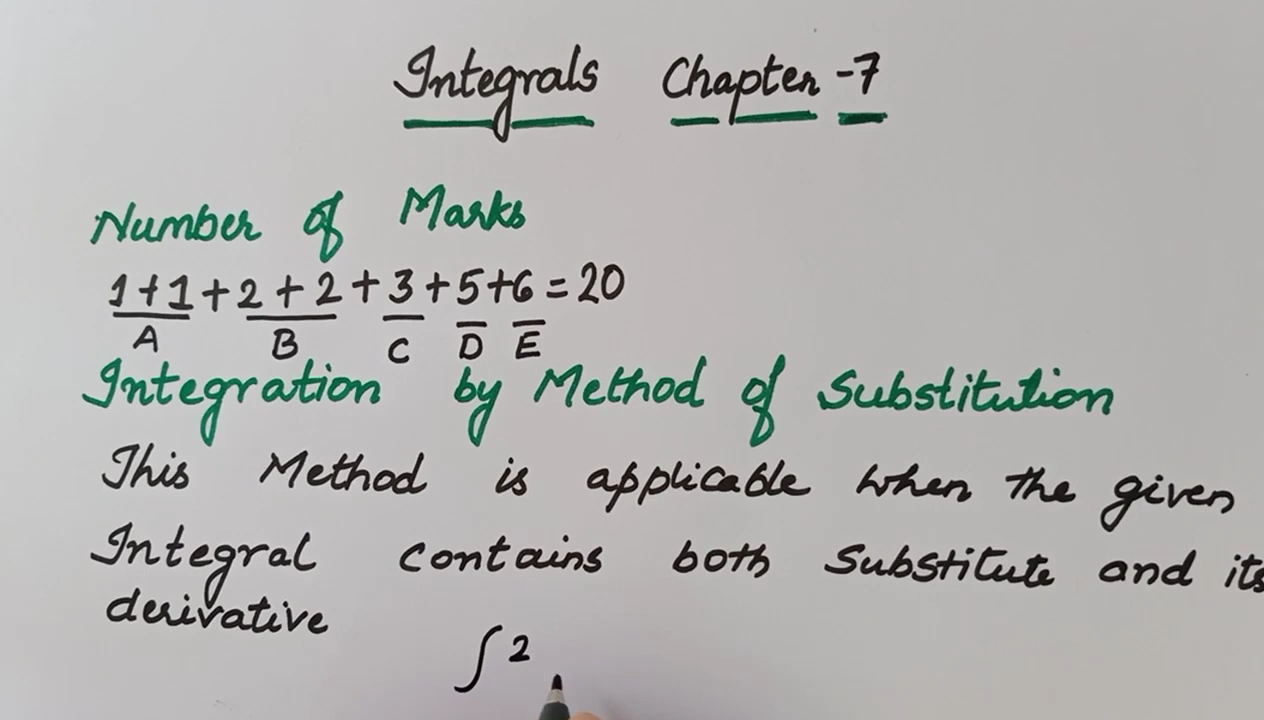 Integrals Chapter -7
Number of Marks
1+1+2+2+3+5+6=20
A B C D E
Integration by Method of Substitution
This Method is applicable when the given
Integral contains both Substitute and its
derivative
∫ 2